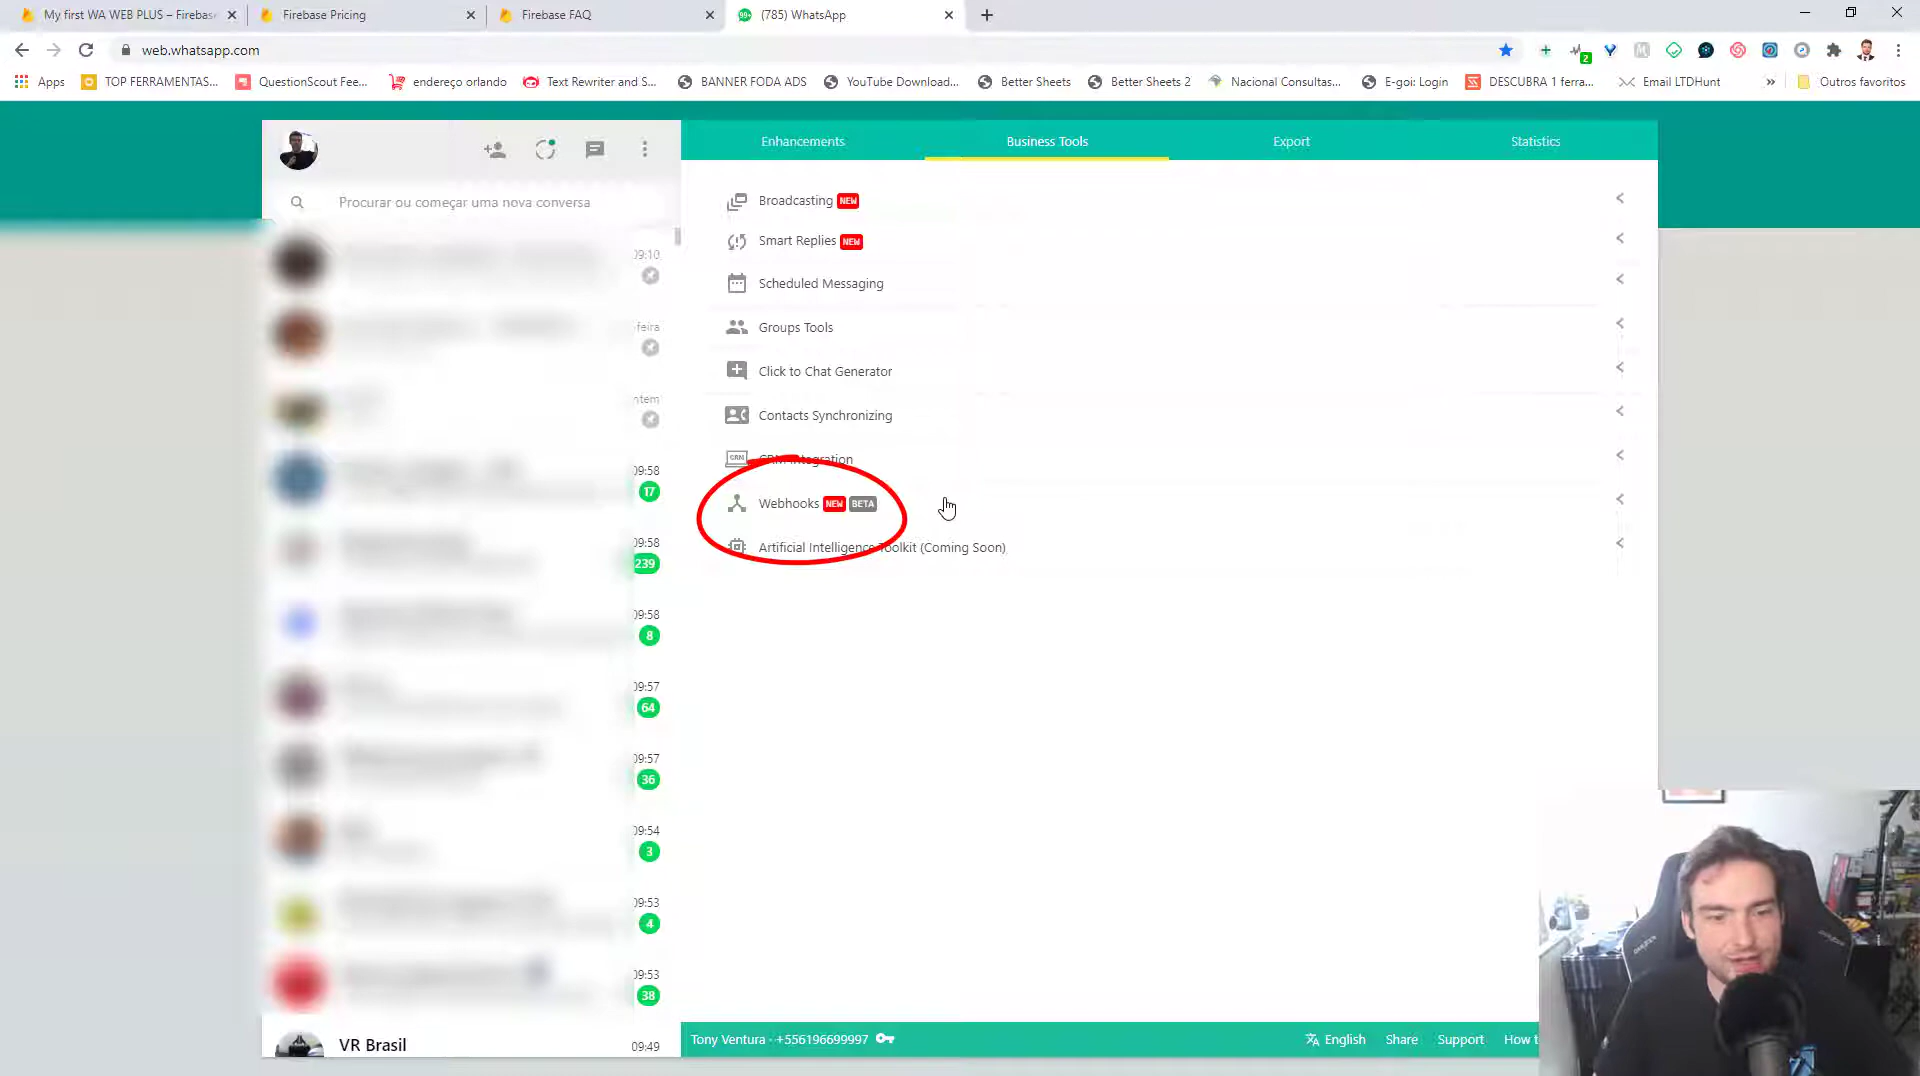 My first WA WEB PLUS – Firebas
Firebase Pricing
Firebase FAQ
(785) WhatsApp
web.whatsapp.com
2
Apps
TOP FERRAMENTAS...
QuestionScout Fee...
endereço orlando
Text Rewriter and S...
BANNER FODA ADS
YouTube Download...
Better Sheets
Better Sheets 2
Nacional Consultas...
E-goi: Login
DESCUBRA 1 ferra...
Email LTDHunt
»
Outros favoritos
Enhancements
Business Tools
Export
Statistics
Procurar ou começar uma nova conversa
Broadcasting NEW
Smart Replies NEW
Scheduled Messaging
Groups Tools
Click to Chat Generator
Contacts Synchronizing
CRM Integration
Webhooks NEW BETA
Artificial Intelligence Toolkit (Coming Soon)
09:10
feira
ntem
09:58
17
09:58
239
09:58
8
09:57
64
09:57
36
09:54
3
09:53
4
09:53
38
VR Brasil
09:49
Tony Ventura - +556196699997
English
Share
Support
How t